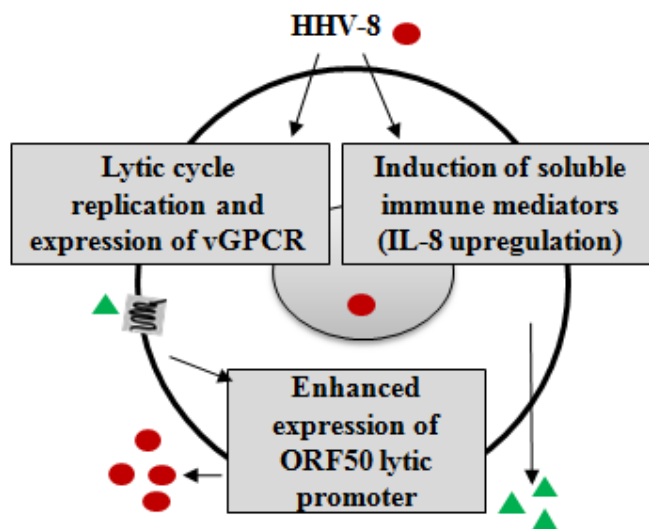 HHV-8
Lytic cycle
replication and
expression of vGPCR
Induction of soluble
immune mediators
(IL-8 upregulation)
Enhanced
expression of
ORF50 lytic
promoter